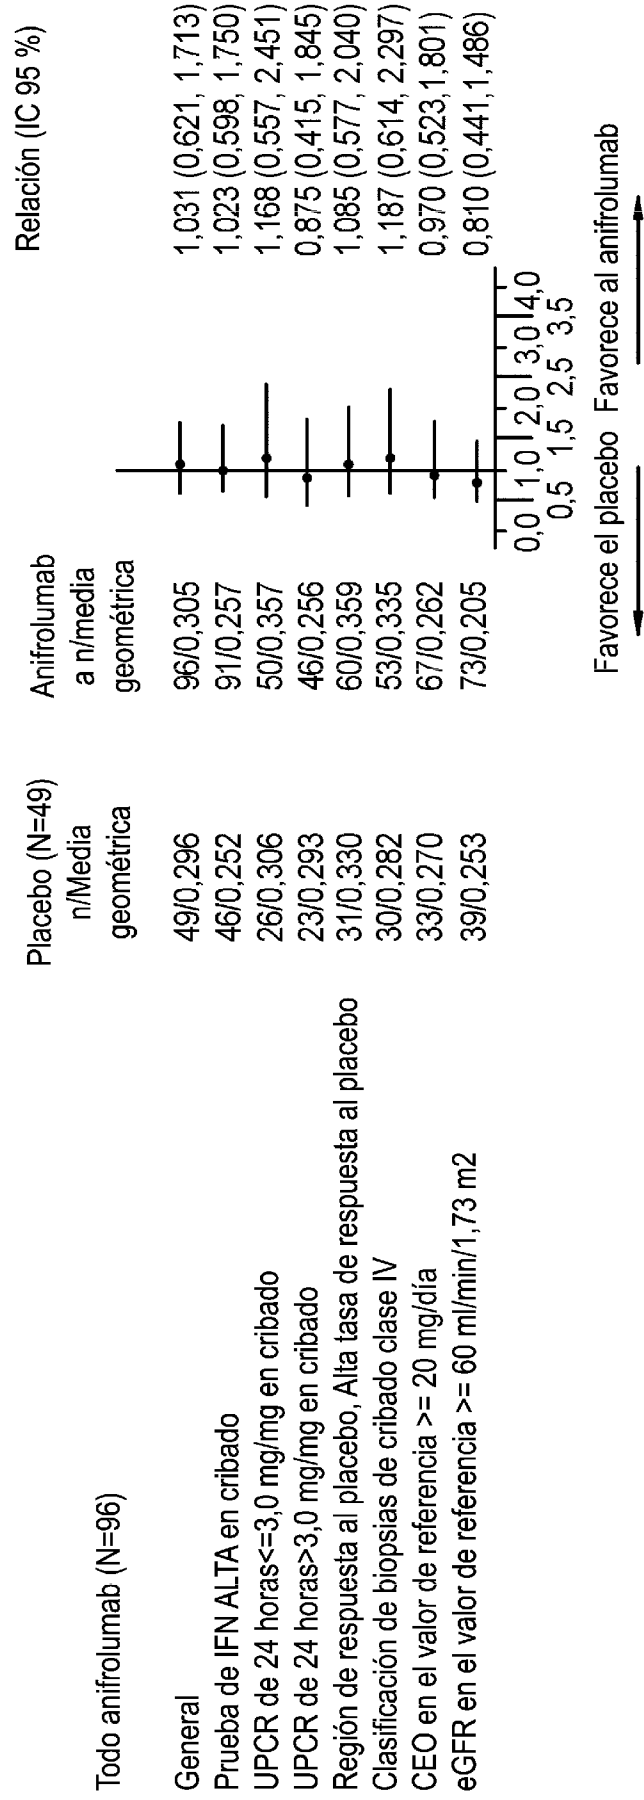 Todo anifrolumab (N=96)
Placebo (N=49)
n/Media
geométrica
Anifrolumab
a n/media
geométrica
Relación (IC 95 %)
General 49/0,296 96/0,305 1,031 (0,621, 1,713)
Prueba de IFN ALTA en cribado 46/0,252 91/0,257 1,023 (0,598, 1,750)
UPCR de 24 horas<=3,0 mg/mg en cribado 26/0,306 50/0,357 1,168 (0,557, 2,451)
UPCR de 24 horas>3,0 mg/mg en cribado 23/0,293 46/0,256 0,875 (0,415, 1,845)
Región de respuesta al placebo, Alta tasa de respuesta al placebo 31/0,330 60/0,359 1,085 (0,577, 2,040)
Clasificación de biopsias de cribado clase IV 30/0,282 53/0,335 1,187 (0,614, 2,297)
CEO en el valor de referencia >= 20 mg/día 33/0,270 67/0,262 0,970 (0,523,1,801)
eGFR en el valor de referencia >= 60 ml/min/1,73 m2 39/0,253 73/0,205 0,810 (0,441,1,486)
0,0 1,0 2,0 3,0 4,0
0,5 1,5 2,5 3,5
Favorece el placebo Favorece al anifrolumab